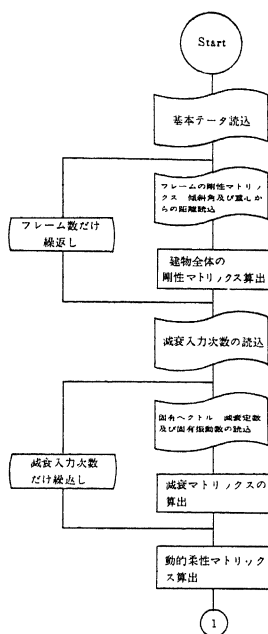 Start
基本テータ読込
フレームの剛性マトリッ
クス 傾斜角及び重心か
らの距離読込
フレーム数だけ
繰返し
建物全体の
剛性マトリックス算出
減衰入力次数の読込
固有ヘクトル 減衰定数
及び固有振動数の読込
減衰入力次数
だけ繰返し
減衰マトリックスの
算出
動的柔性マトリック
ス算出
1